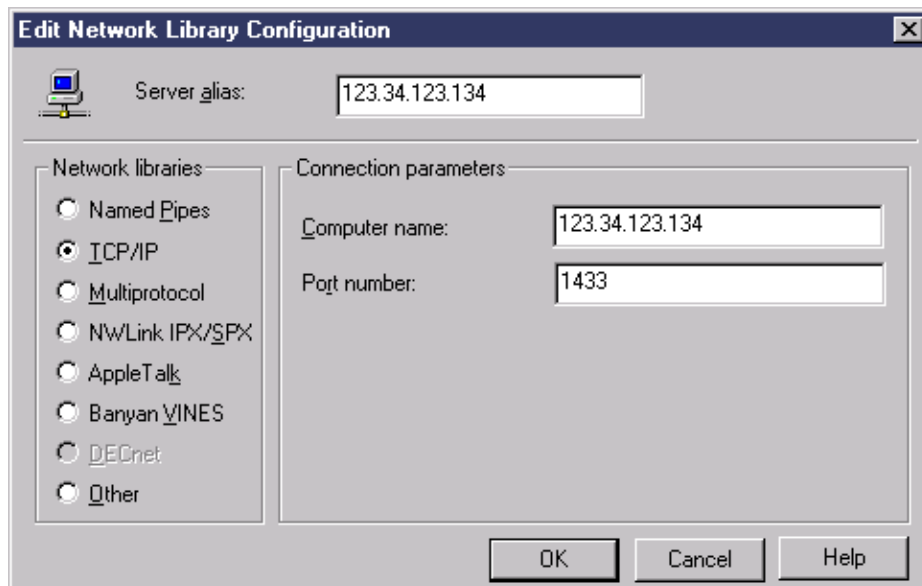 Edit Network Library Configuration
Server alias: 123.34.123.134
Network libraries
Named Pipes
TCP/IP
Multiprotocol
NWLink IPX/SPX
AppleTalk
Banyan VINES
DECnet
Other
Connection parameters
Computer name: 123.34.123.134
Port number: 1433
OK Cancel Help